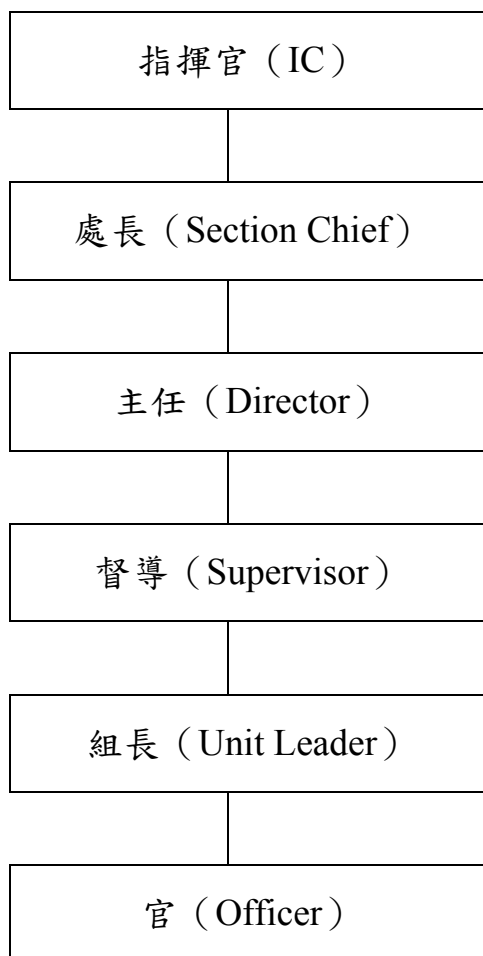 指揮官（IC）
處長（Section Chief）
主任（Director）
督導（Supervisor）
組長（Unit Leader）
官（Officer）